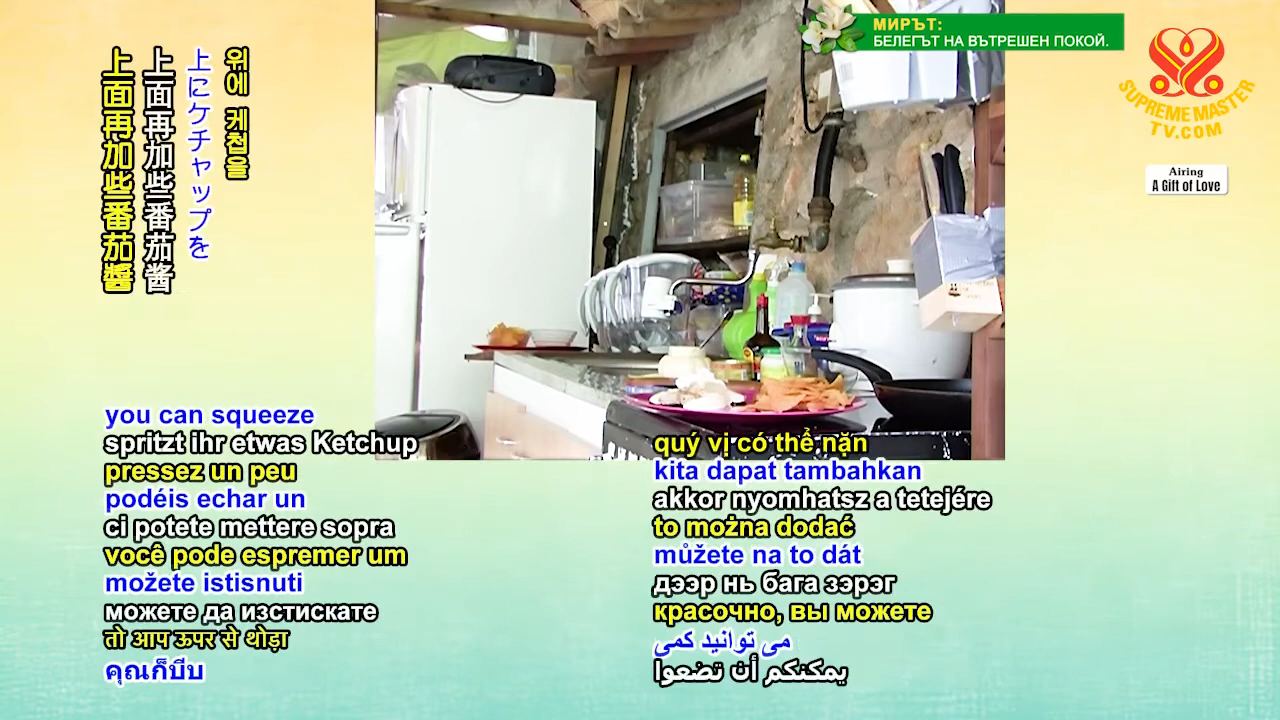 МИРЪТ:
БЕЛЕГЪТ НА ВЪТРЕШЕН ПОКОЙ.
SUPREME MASTER
TV.COM
Airing
A Gift of Love
위에 케첩을
上にケチャップを
上面再加些番茄酱
上面再加些番茄醬
you can squeeze
spritzt ihr etwas Ketchup
pressez un peu
podéis echar un
ci potete mettere sopra
você pode espremer um
možete istisnuti
можете да изстискате
तो आप ऊपर से थोड़ा
คุณก็บีบ
quý vị có thể nặn
kita dapat tambahkan
akkor nyomhatsz a tetejére
to można dodać
můžete na to dát
дээр нь бага зэрэг
красочно, вы можете
می توانید کمی
يمكنكم أن تضعوا